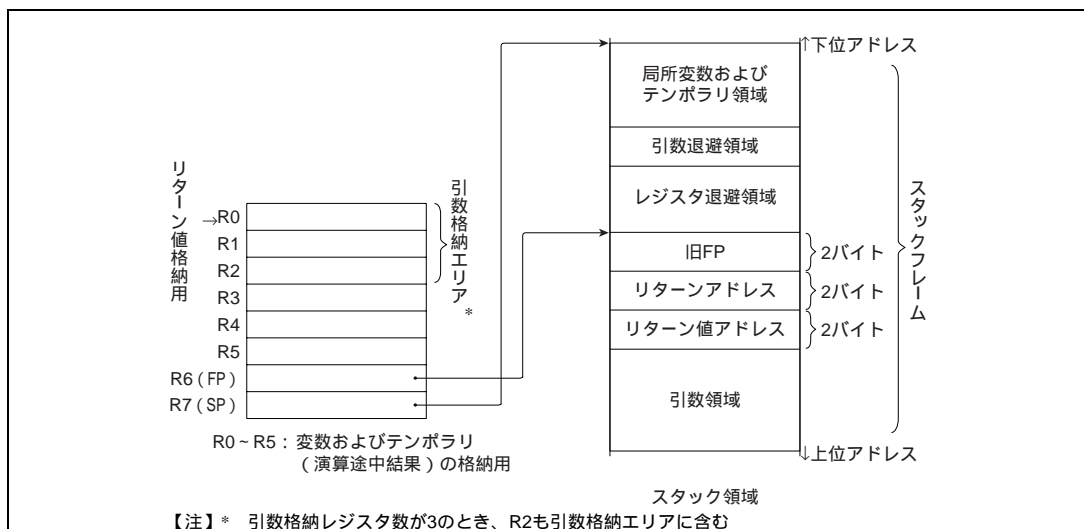 リターン値格納用
→R0
R1
R2
R3
R4
R5
R6(FP)
R7(SP)
引数格納エリア*
R0~R5:変数およびテンポラリ
(演算途中結果)の格納用
↑下位アドレス
局所変数および
テンポラリ領域
引数退避領域
レジスタ退避領域
旧FP
2バイト
リターンアドレス
2バイト
リターン値アドレス
2バイト
引数領域
スタックフレーム
↓上位アドレス
スタック領域
【注】* 引数格納レジスタ数が3のとき、R2も引数格納エリアに含む